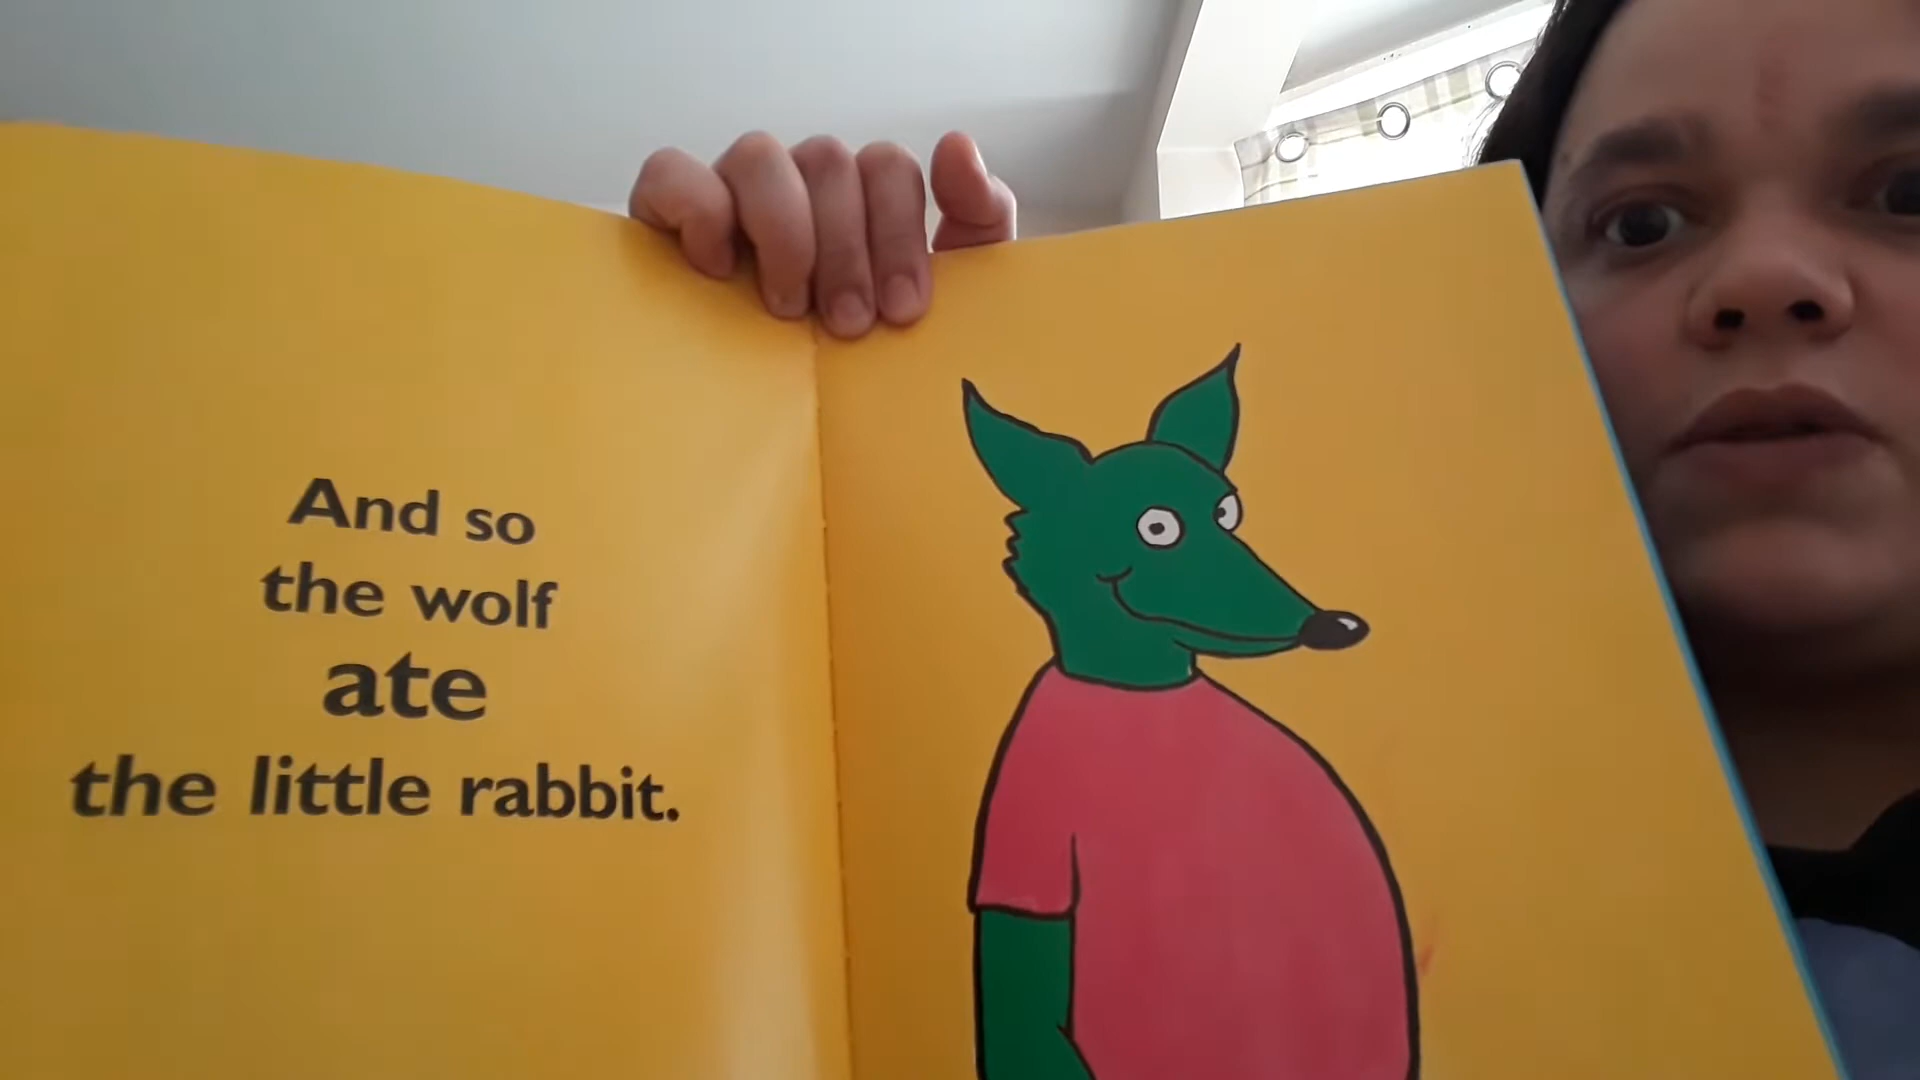 And so
the wolf
ate
the little rabbit.